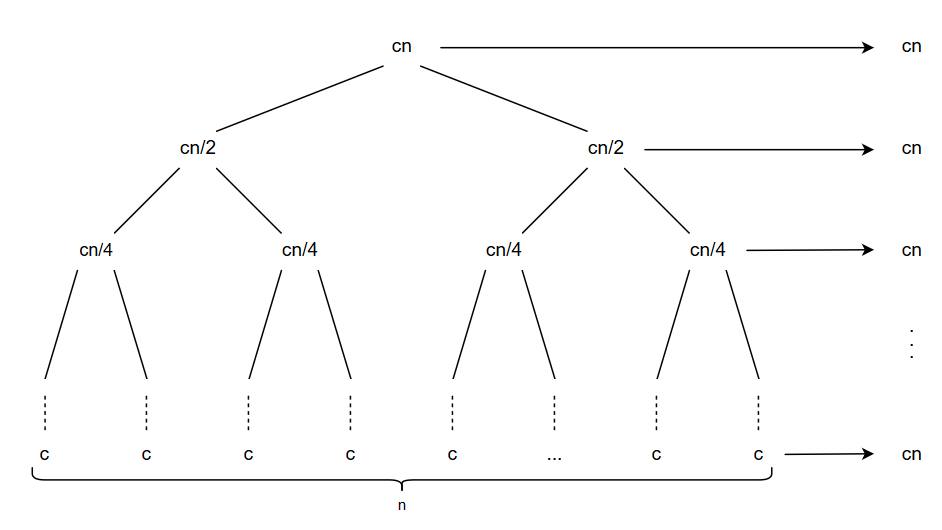 cn cn
cn/2 cn/2 cn
cn/4 cn/4 cn/4 cn/4 cn
.
.
.
c c c c c ... c c cn
n